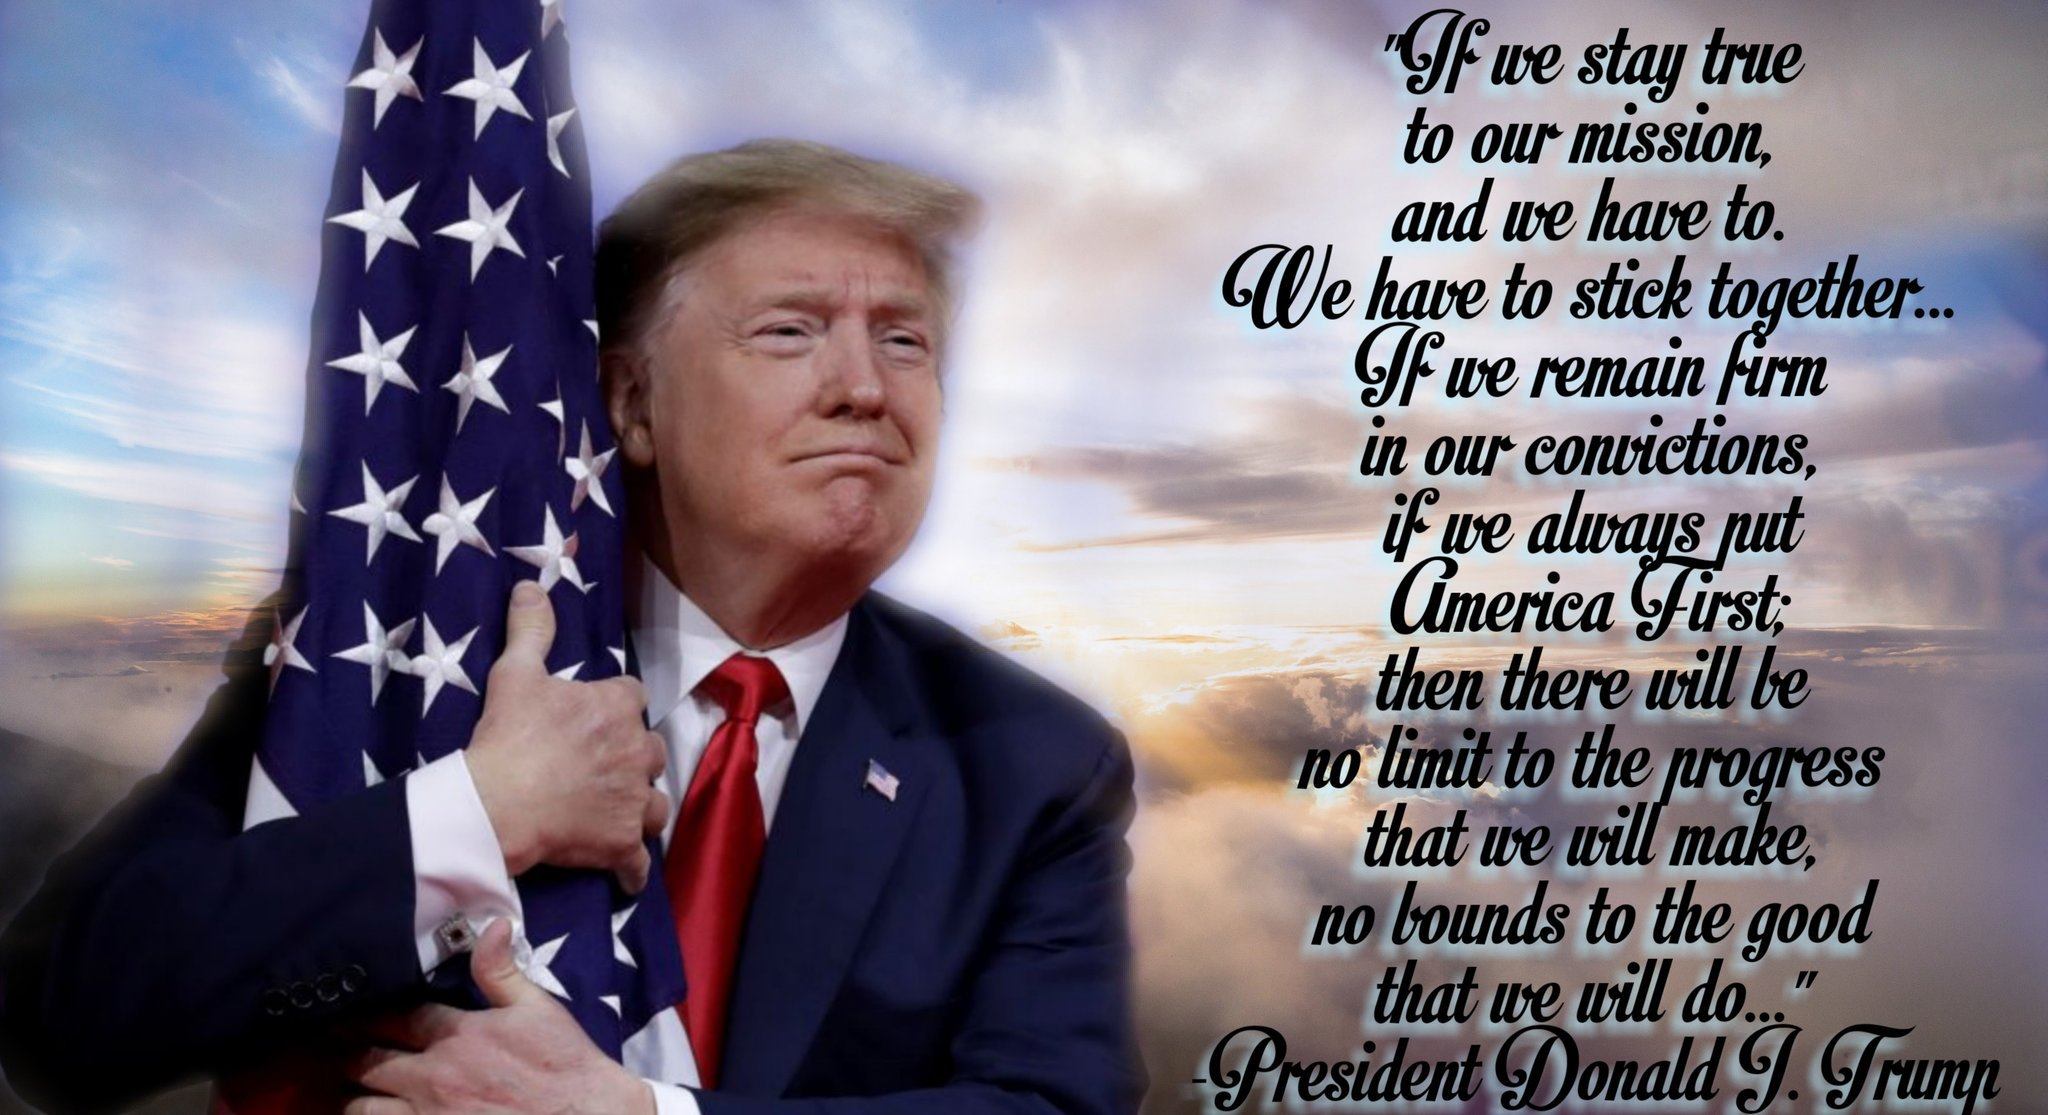 "If we stay true
to our mission,
and we have to.
We have to stick together...
If we remain firm
in our convictions,
if we always put
America First;
then there will be
no limit to the progress
that we will make,
no bounds to the good
that we will do..."
-President Donald J. Trump